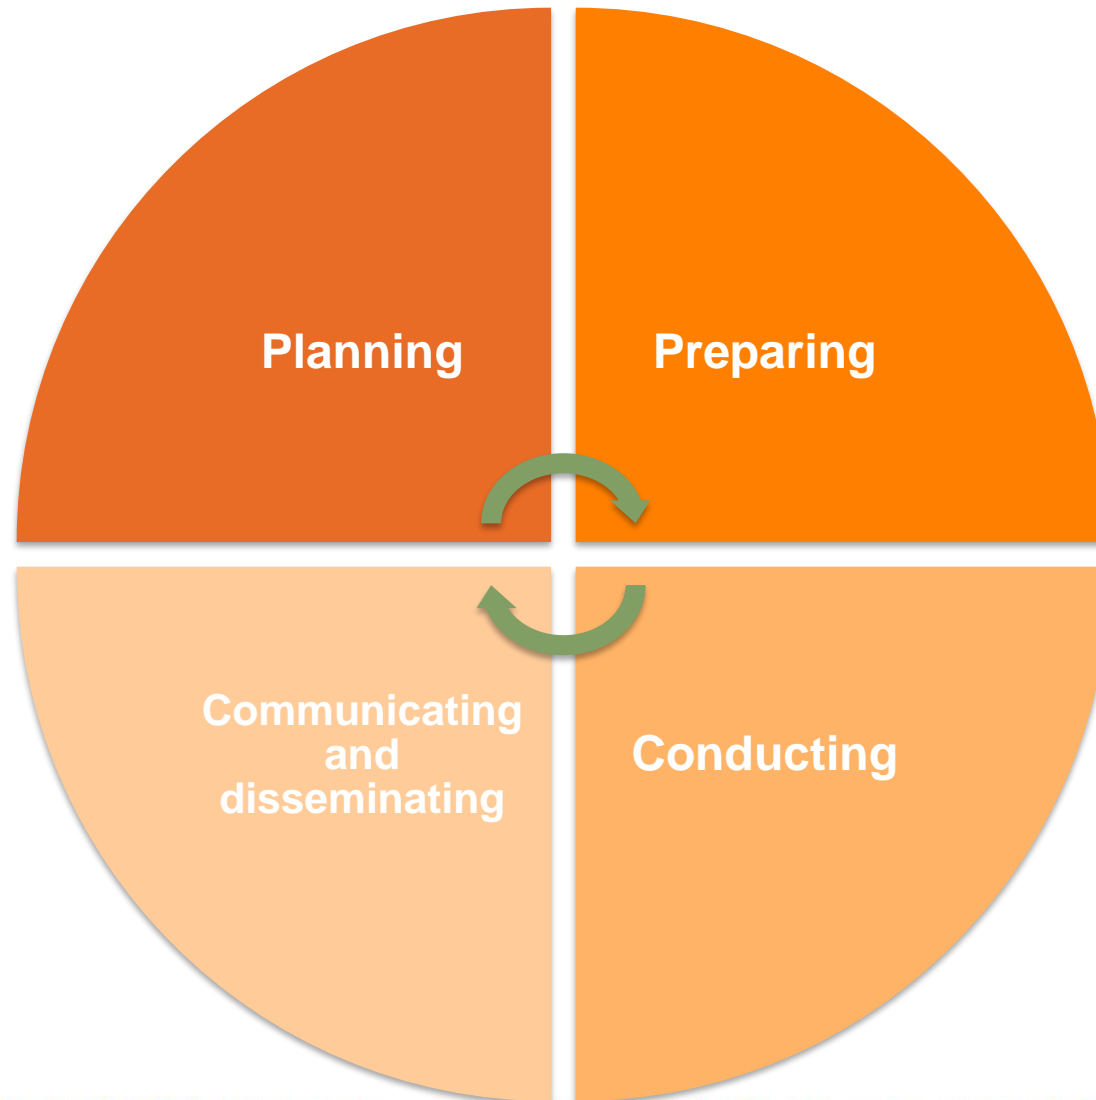 Planning
Preparing
Communicating
and
disseminating
Conducting